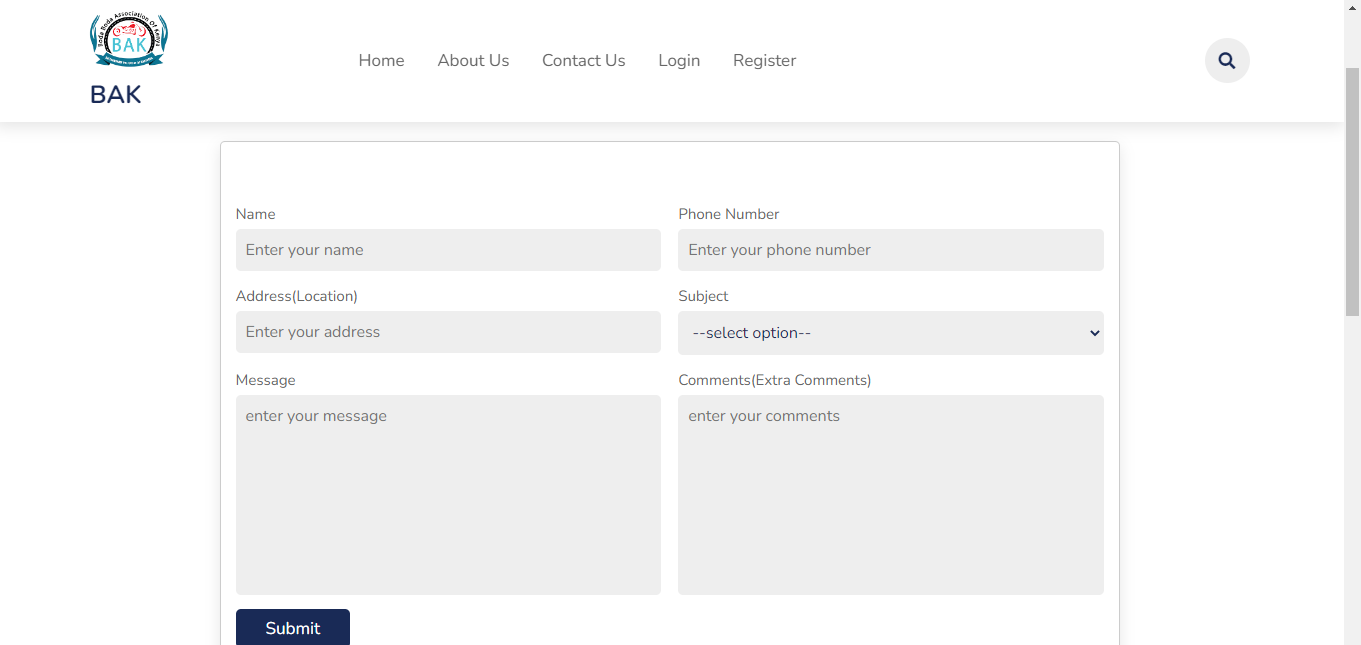 Boda Boda Association Of Kenya
BAK
BAK
Home About Us Contact Us Login Register
Name Phone Number
Enter your name Enter your phone number
Address(Location) Subject
Enter your address --select option--
Message Comments(Extra Comments)
enter your message enter your comments
Submit